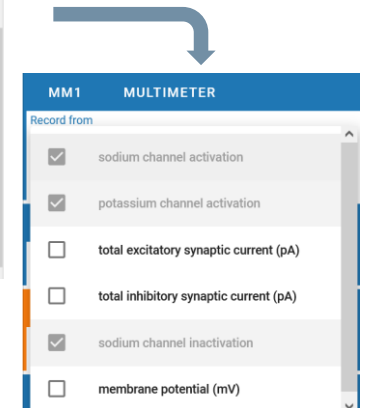 MM1 MULTIMETER
Record from
sodium channel activation
potassium channel activation
total excitatory synaptic current (pA)
total inhibitory synaptic current (pA)
sodium channel inactivation
membrane potential (mV)